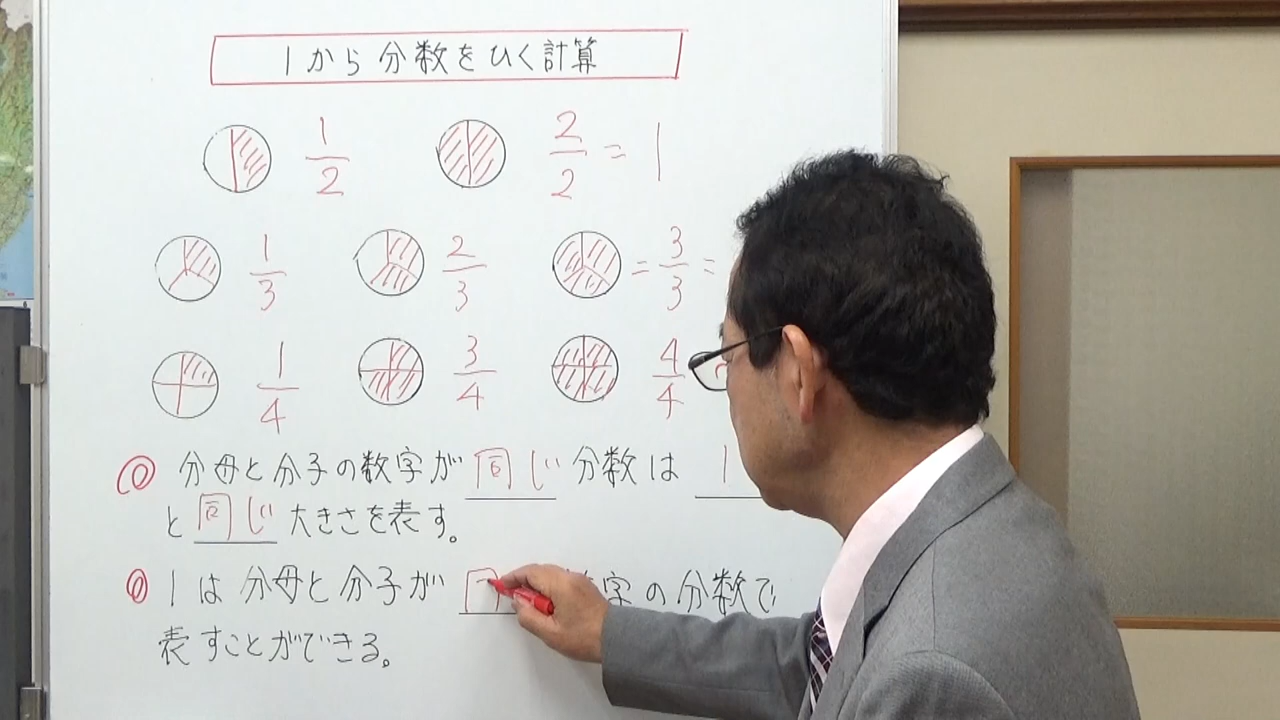 1から分数をひく計算
1/2 2/2 = 1
1/3 2/3 = 3/3 =
1/4 3/4 4/4
◎ 分母と分子の数字が 同じ 分数は 1
と 同じ 大きさを表す。
◎ 1は 分母と分子が 字の分数で
表すことができる。